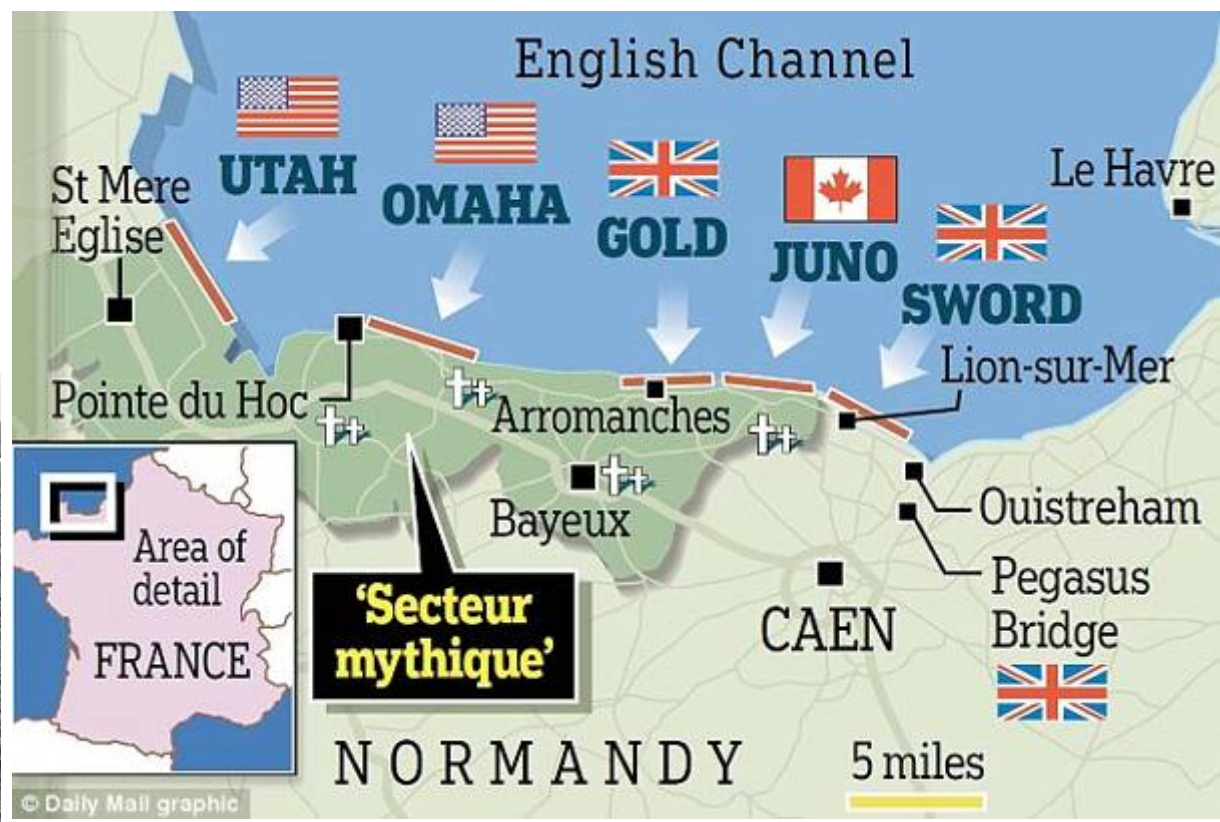 English Channel
UTAH
OMAHA
GOLD
JUNO
SWORD
St Mere
Eglise
Le Havre
Pointe du Hoc
Arromanches
Lion-sur-Mer
Bayeux
Ouistreham
Pegasus
Bridge
CAEN
'Secteur
mythique'
Area of
detail
FRANCE
NORMANDY
5 miles
© Daily Mail graphic